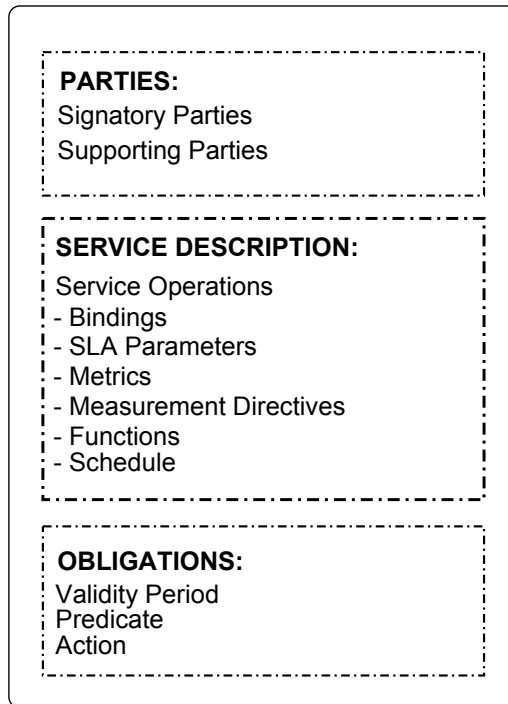 PARTIES:
Signatory Parties
Supporting Parties
SERVICE DESCRIPTION:
Service Operations
- Bindings
- SLA Parameters
- Metrics
- Measurement Directives
- Functions
- Schedule
OBLIGATIONS:
Validity Period
Predicate
Action